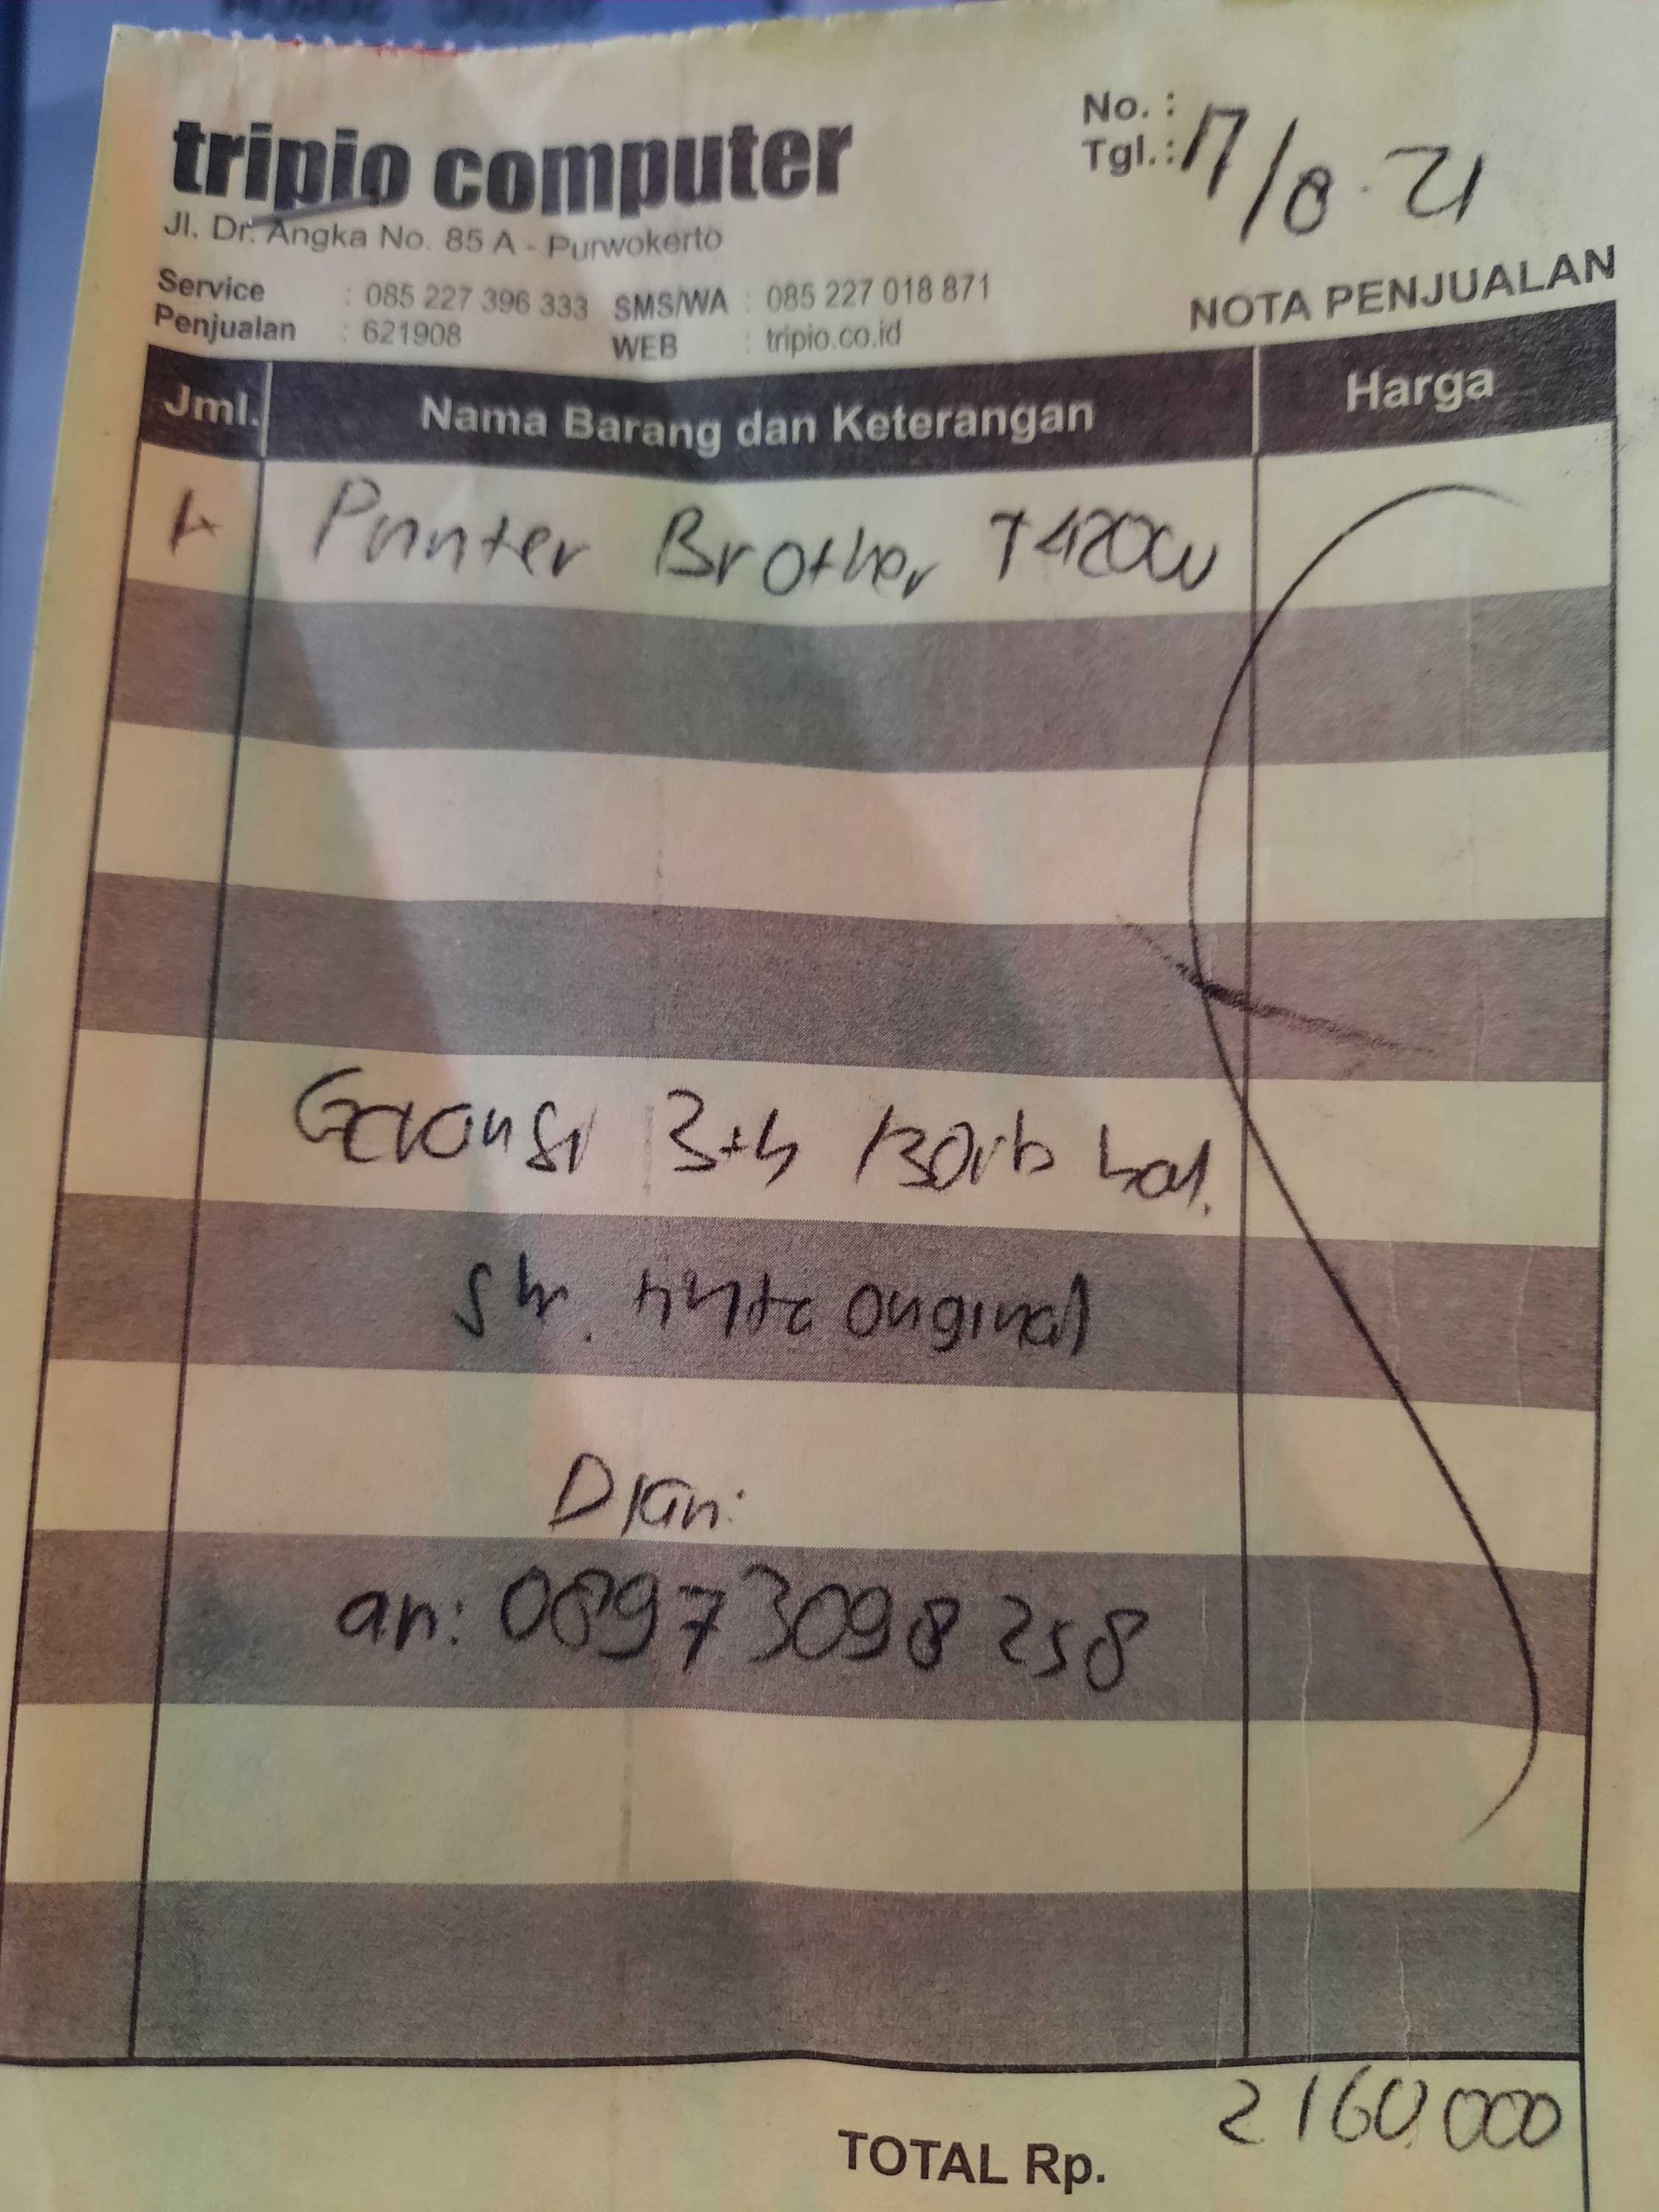 No. :
tripio computer
Tgl.: 17/8.21
Jl. Dr. Angka No. 85 A - Purwokerto
Service : 085 227 396 333 SMS/WA : 085 227 018 871
Penjualan : 621908 WEB : tripio.co.id
NOTA PENJUALAN
Jml. Nama Barang dan Keterangan Harga
1 Printer Brother T420W
Garansi 3th /30rb hal.
tinta original
Dian:
an: 08973098258
2160.000
TOTAL Rp.